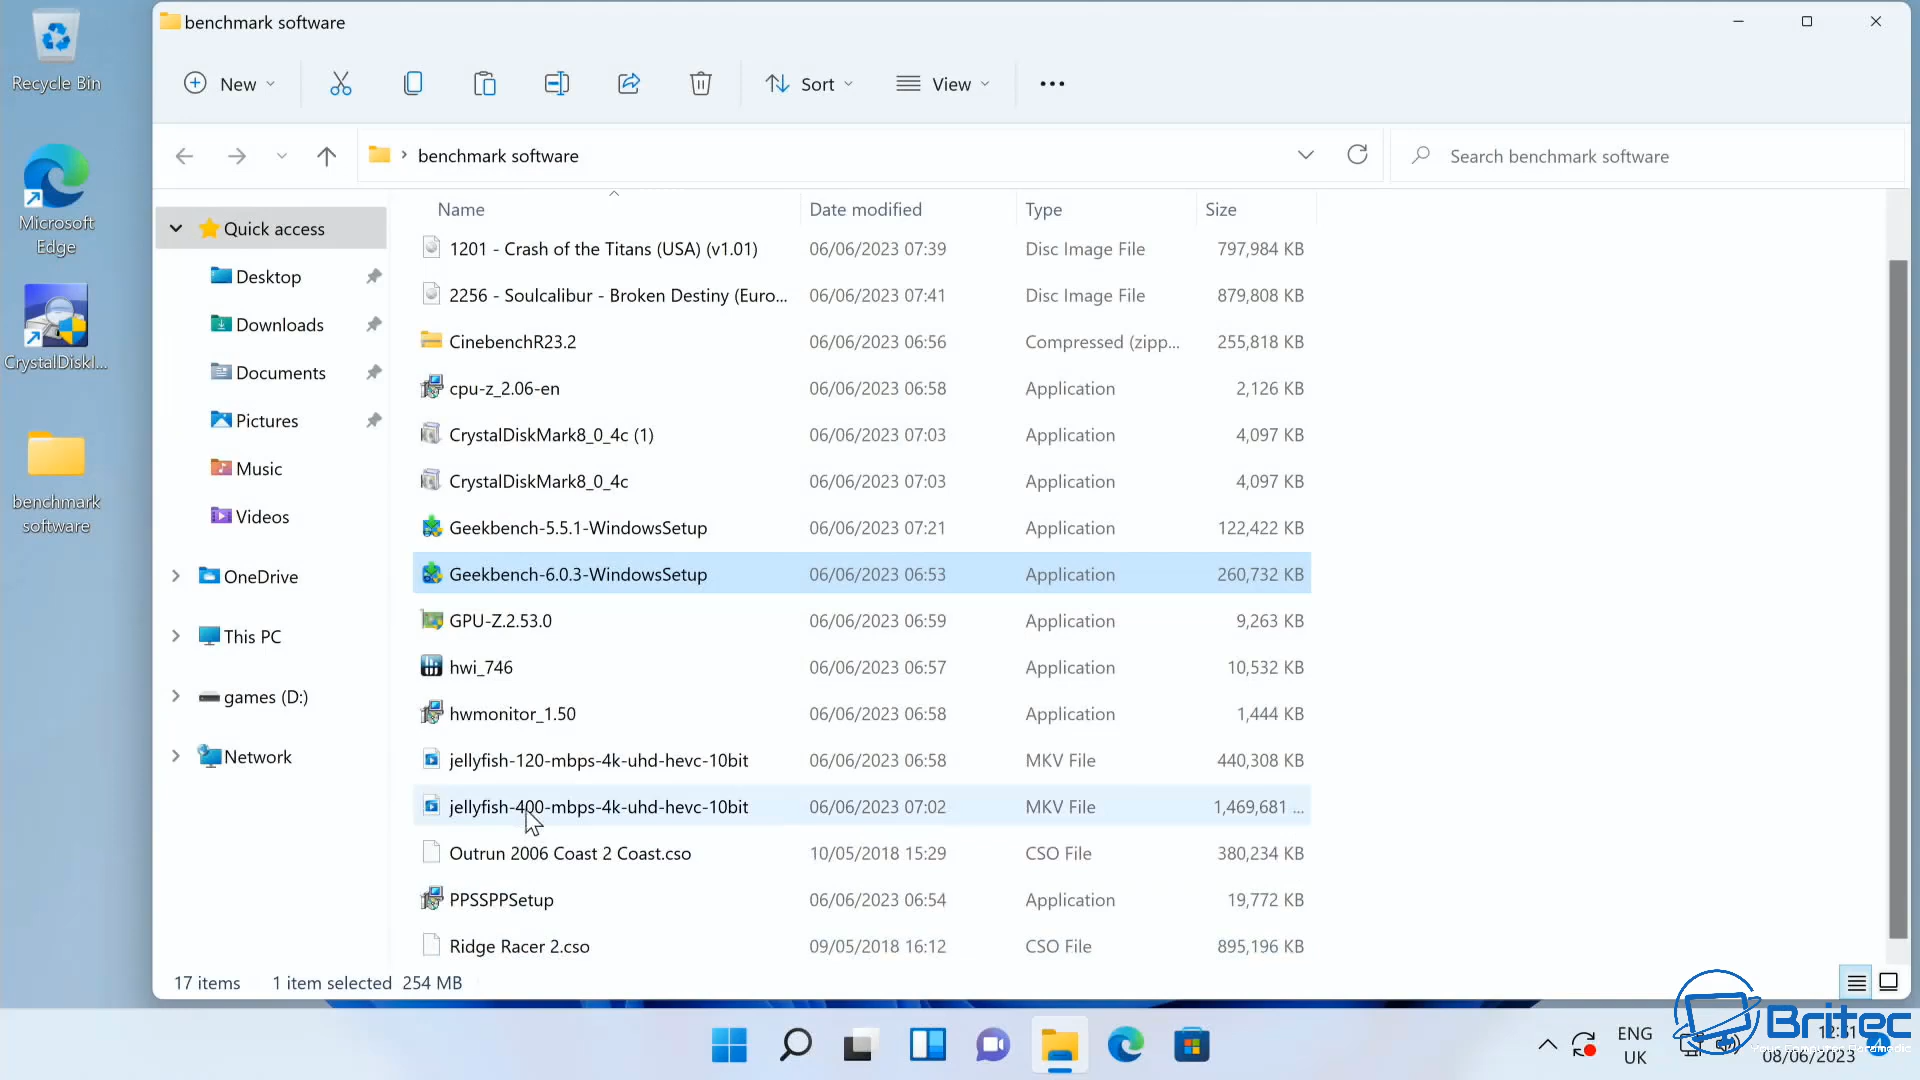 benchmark software
Recycle Bin
Microsoft
Edge
CrystalDiskI...
benchmark
software
New
Sort
View
benchmark software
Search benchmark software
Quick access
Desktop
Downloads
Documents
Pictures
Music
Videos
OneDrive
This PC
games (D:)
Network
Name Date modified Type Size
1201 - Crash of the Titans (USA) (v1.01) 06/06/2023 07:39 Disc Image File 797,984 KB
2256 - Soulcalibur - Broken Destiny (Euro... 06/06/2023 07:41 Disc Image File 879,808 KB
CinebenchR23.2 06/06/2023 06:56 Compressed (zipp... 255,818 KB
cpu-z_2.06-en 06/06/2023 06:58 Application 2,126 KB
CrystalDiskMark8_0_4c (1) 06/06/2023 07:03 Application 4,097 KB
CrystalDiskMark8_0_4c 06/06/2023 07:03 Application 4,097 KB
Geekbench-5.5.1-WindowsSetup 06/06/2023 07:21 Application 122,422 KB
Geekbench-6.0.3-WindowsSetup 06/06/2023 06:53 Application 260,732 KB
GPU-Z.2.53.0 06/06/2023 06:59 Application 9,263 KB
hwi_746 06/06/2023 06:57 Application 10,532 KB
hwmonitor_1.50 06/06/2023 06:58 Application 1,444 KB
jellyfish-120-mbps-4k-uhd-hevc-10bit 06/06/2023 06:58 MKV File 440,308 KB
jellyfish-400-mbps-4k-uhd-hevc-10bit 06/06/2023 07:02 MKV File 1,469,681 ...
Outrun 2006 Coast 2 Coast.cso 10/05/2018 15:29 CSO File 380,234 KB
PPSSPPSetup 06/06/2023 06:54 Application 19,772 KB
Ridge Racer 2.cso 09/05/2018 16:12 CSO File 895,196 KB
17 items 1 item selected 254 MB
ENG
UK
Britec
12:31
08/06/2023